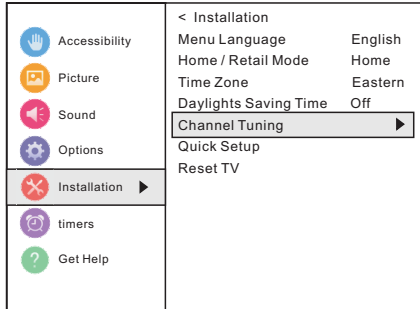 Accessibility
Picture
Sound
Options
Installation
timers
Get Help
< Installation
Menu Language English
Home / Retail Mode Home
Time Zone Eastern
Daylights Saving Time Off
Channel Tuning
Quick Setup
Reset TV